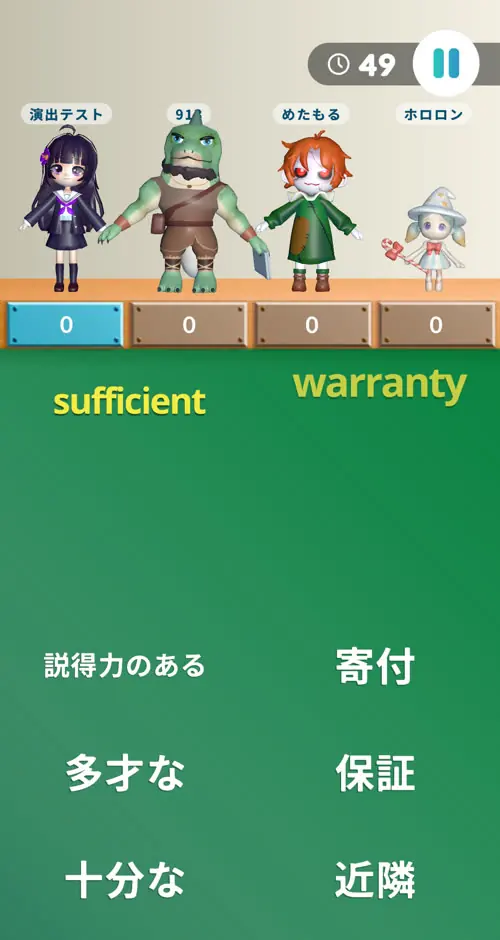 49
演出テスト
めたもる
ホロロン
0
0
0
0
sufficient
warranty
説得力のある
寄付
多才な
保証
十分な
近隣